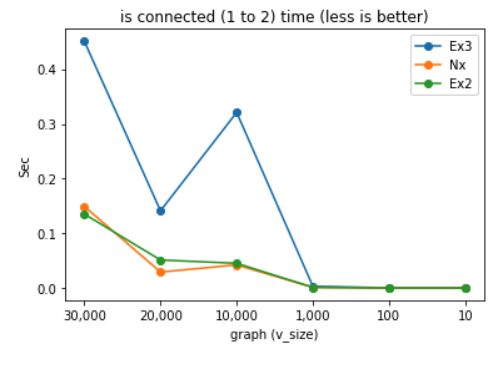 is connected (1 to 2) time (less is better)
Ex3
Nx
Ex2
0.4
0.3
0.2
0.1
0.0
Sec
30,000 20,000 10,000 1,000 100 10
graph (v_size)